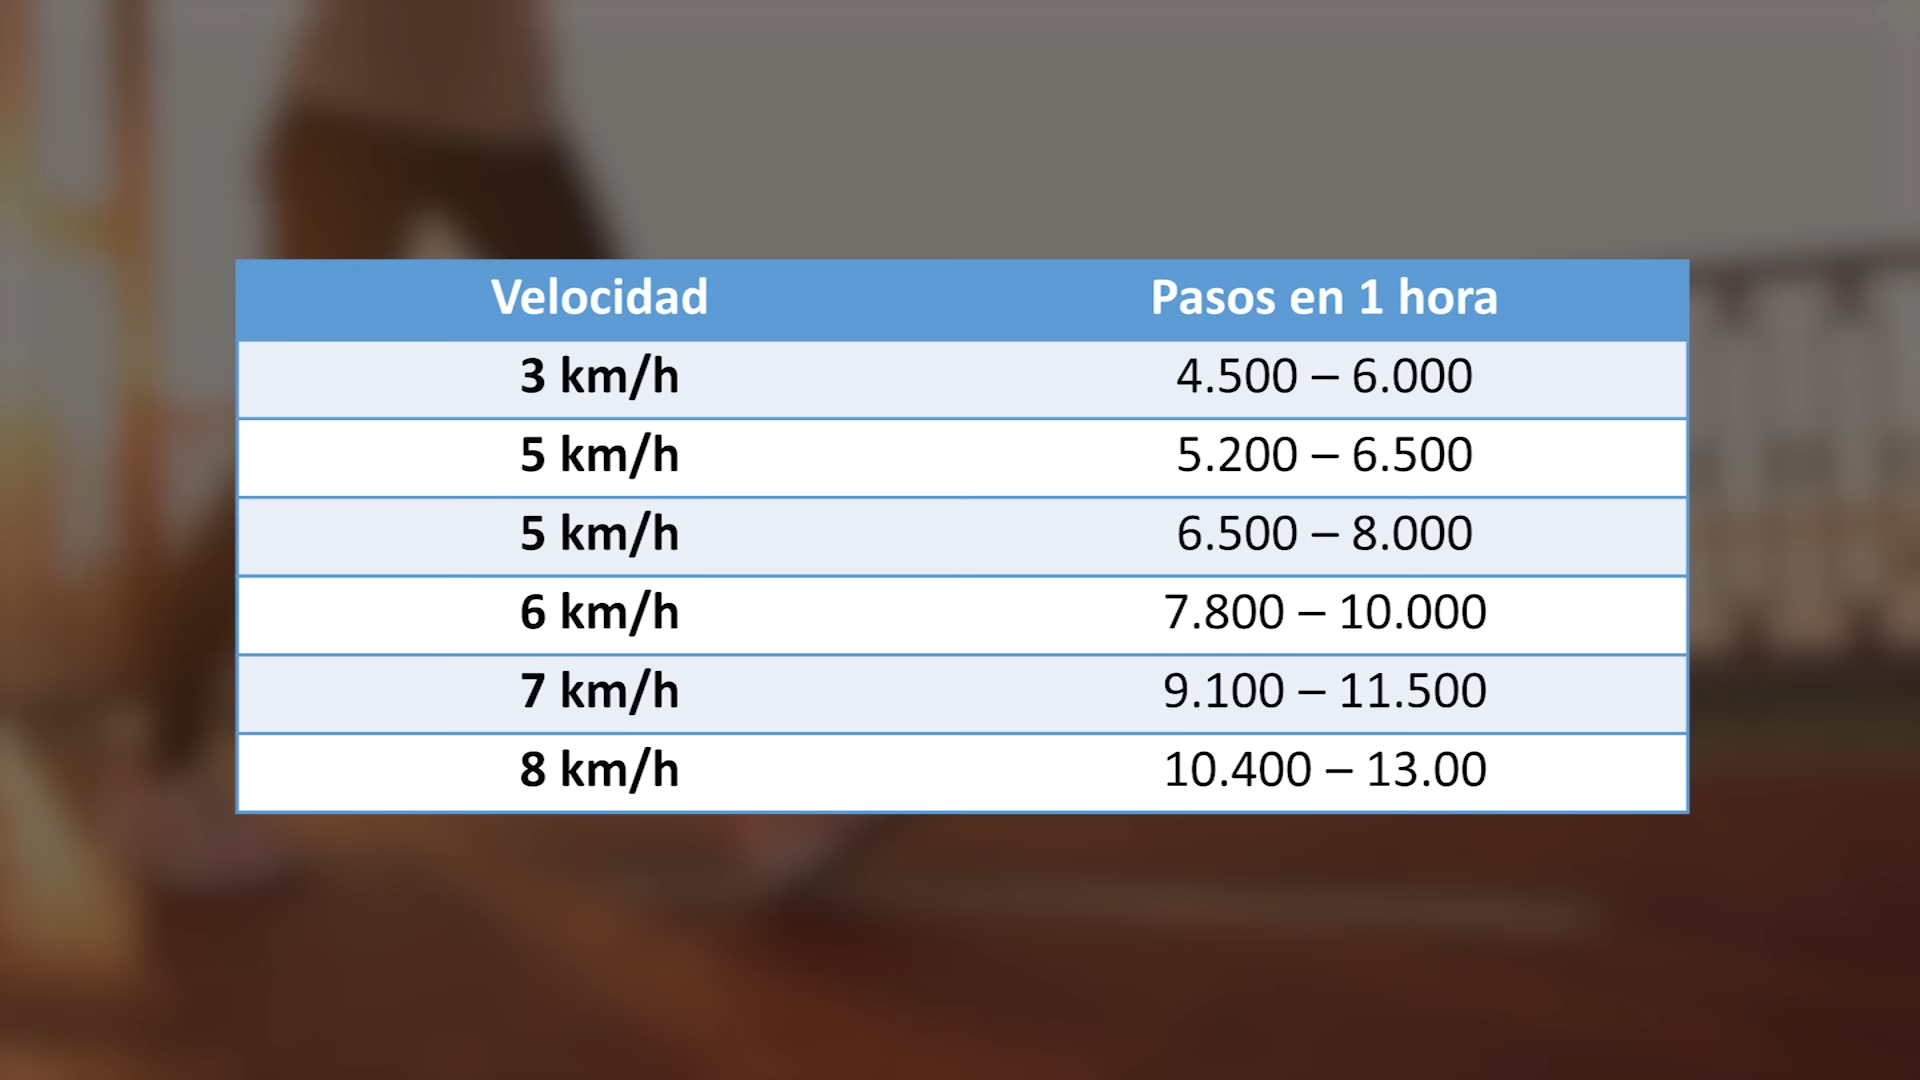 Velocidad Pasos en 1 hora
3 km/h 4.500 – 6.000
5 km/h 5.200 – 6.500
5 km/h 6.500 – 8.000
6 km/h 7.800 – 10.000
7 km/h 9.100 – 11.500
8 km/h 10.400 – 13.00